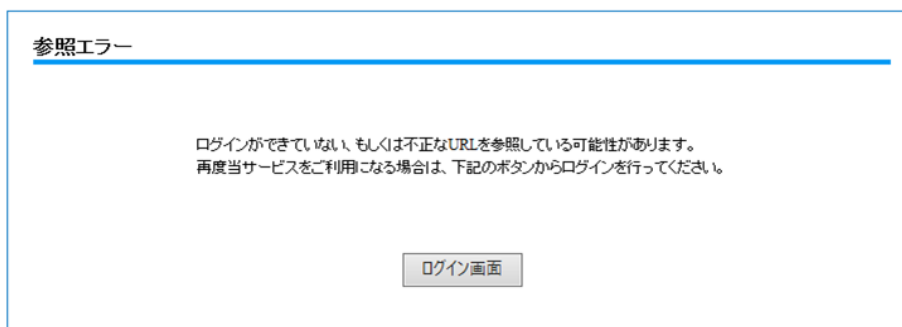 参照エラー
ログインができていない、もしくは不正なURLを参照している可能性があります。
再度当サービスをご利用になる場合は、下記のボタンからログインを行ってください。
ログイン画面